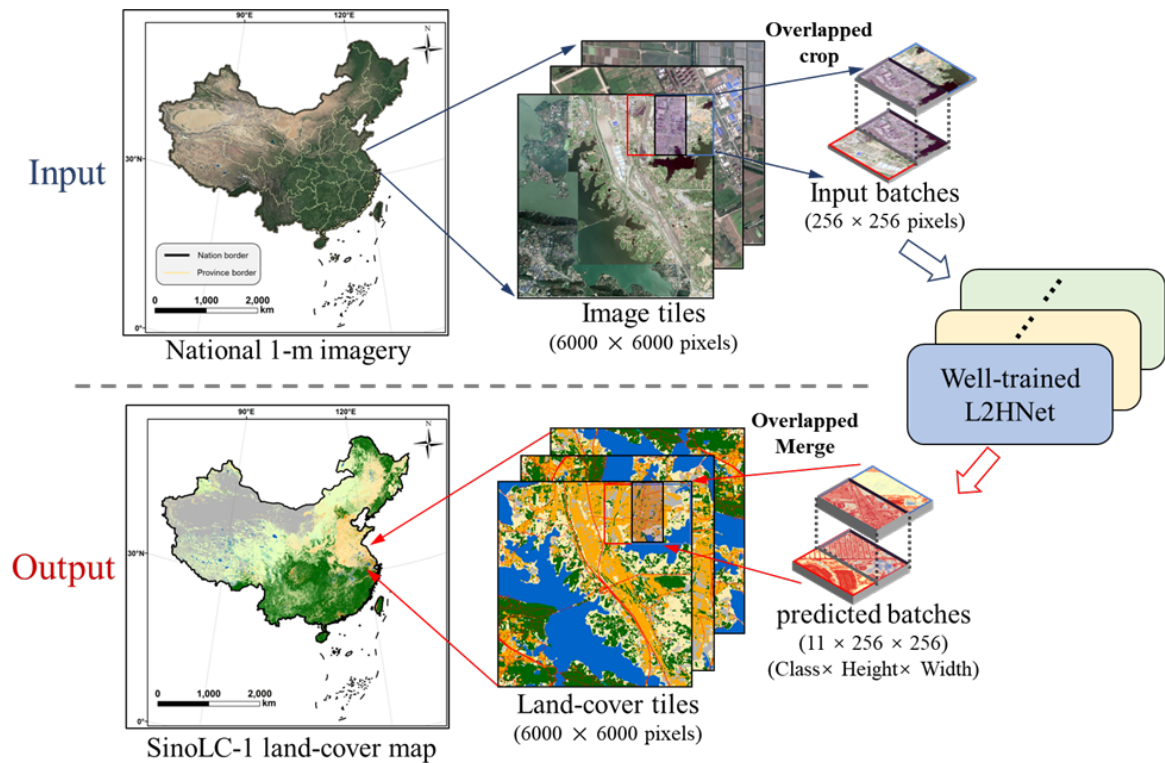 90°E
120°E
N
30°N
0°
Input
Nation border
Province border
0
1,000
2,000
km
National 1-m imagery
Overlapped
crop
Image tiles
(6000 × 6000 pixels)
Input batches
(256 × 256 pixels)
Well-trained
L2HNet
Output
90°E
120°E
N
30°N
0°
0
1,000
2,000
km
SinoLC-1 land-cover map
Overlapped
Merge
Land-cover tiles
(6000 × 6000 pixels)
predicted batches
(11 × 256 × 256)
(Class× Height× Width)